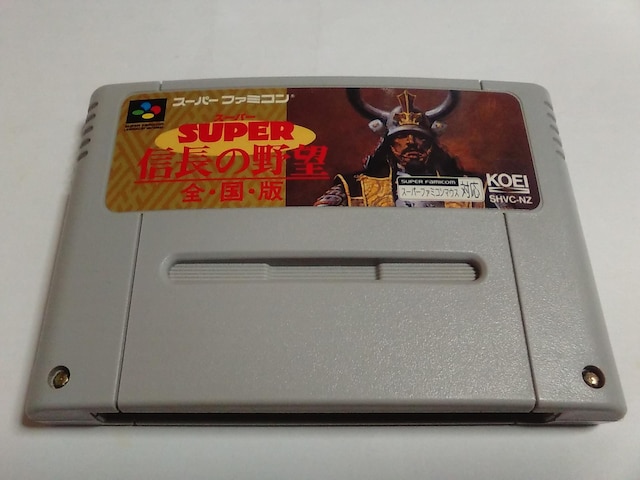 スーパーファミコン
スーパー
SUPER
信長の野望
全・国・版
SUPER FAMICOM
スーパーファミコンマウス 対応
KOEI
SHVC-NZ